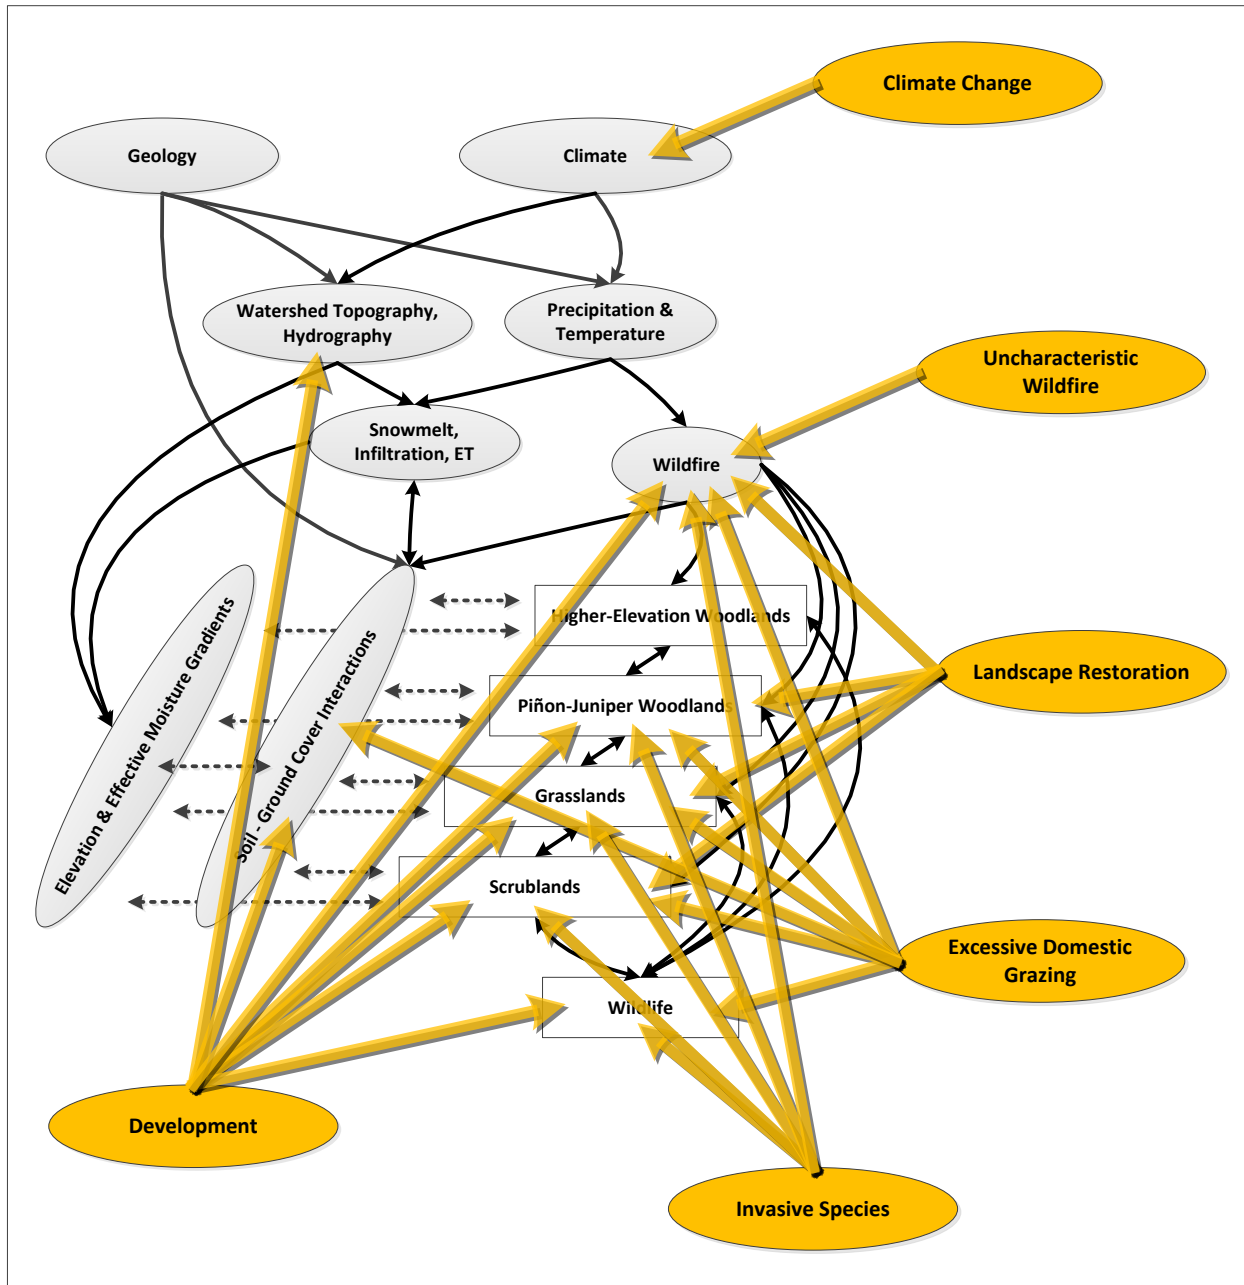 Climate Change
Geology
Climate
Watershed Topography,
Hydrography
Precipitation &
Temperature
Uncharacteristic
Wildfire
Snowmelt,
Infiltration, ET
Wildfire
Higher-Elevation Woodlands
Landscape Restoration
Piñon-Juniper Woodlands
Elevation & Effective Moisture Gradients
Soil - Ground Cover Interactions
Grasslands
Scrublands
Excessive Domestic
Grazing
Wildlife
Development
Invasive Species